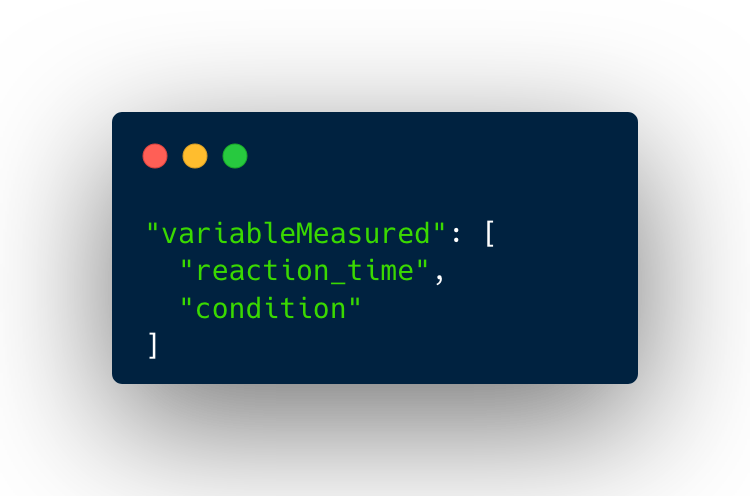 "variableMeasured": [
  "reaction_time",
  "condition"
]